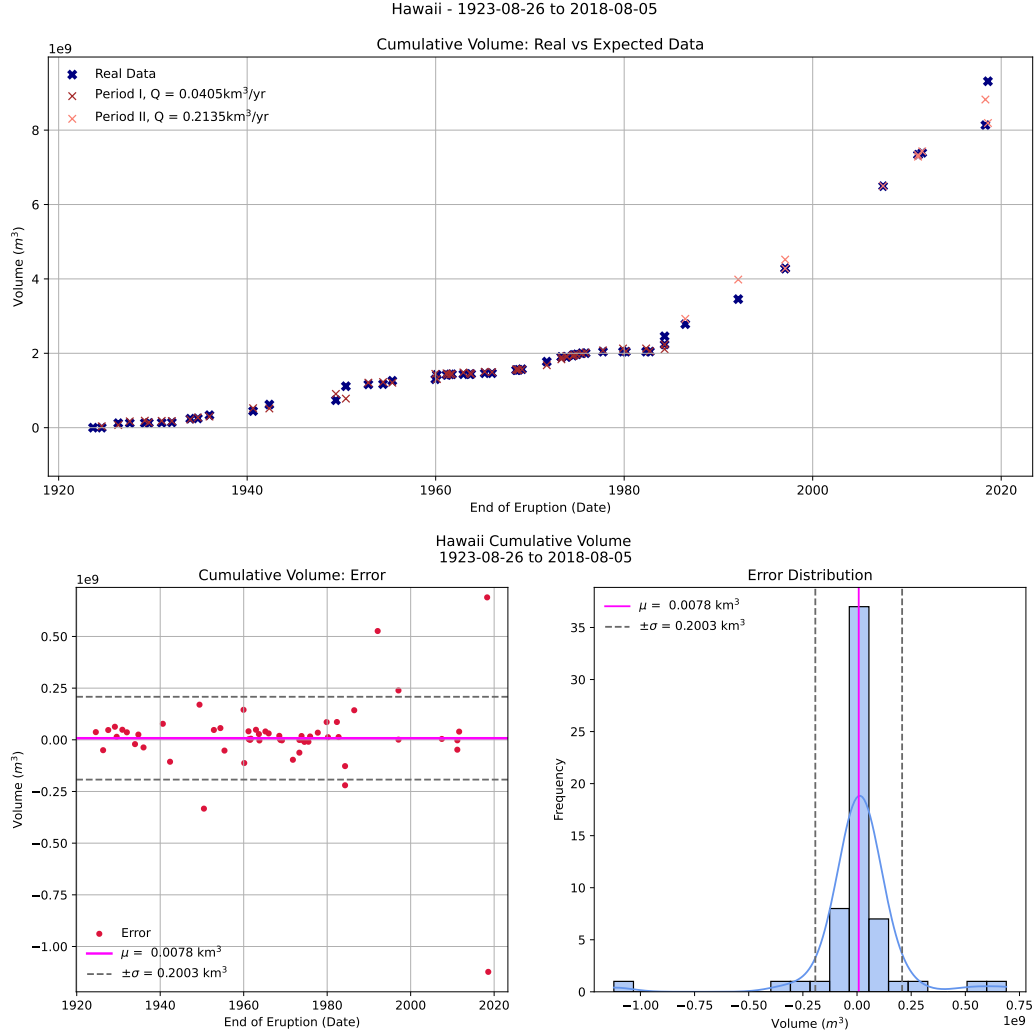 Hawaii - 1923-08-26 to 2018-08-05
Cumulative Volume: Real vs Expected Data
1e9
Real Data
Period I, Q = 0.0405km³/yr
Period II, Q = 0.2135km³/yr
8
6
4
2
0
Volume (m³)
1920 1940 1960 1980 2000 2020
End of Eruption (Date)
Hawaii Cumulative Volume
1923-08-26 to 2018-08-05
Cumulative Volume: Error
1e9
0.50
0.25
0.00
−0.25
−0.50
−0.75
−1.00
Volume (m³)
Error
μ = 0.0078 km³
±σ = 0.2003 km³
1920 1940 1960 1980 2000 2020
End of Eruption (Date)
Error Distribution
μ = 0.0078 km³
±σ = 0.2003 km³
35
30
25
20
15
10
5
0
Frequency
−1.00 −0.75 −0.50 −0.25 0.00 0.25 0.50 0.75
1e9
Volume (m³)